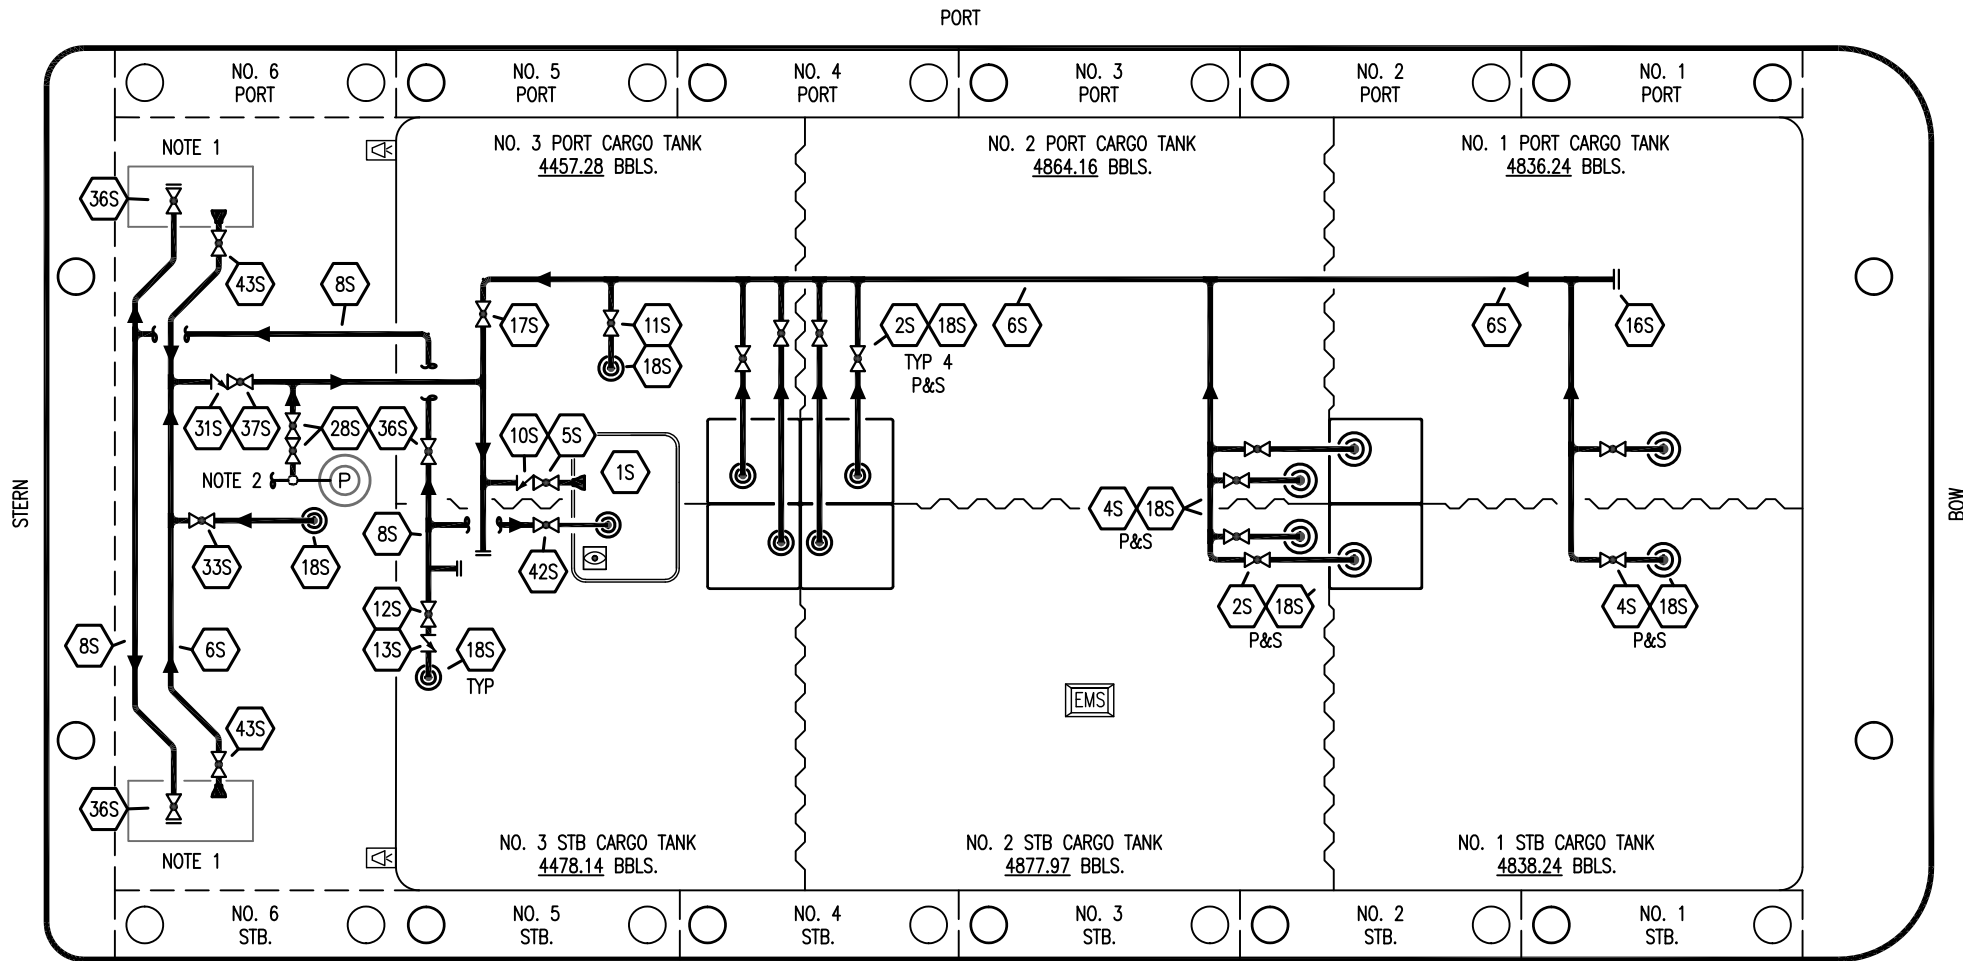 PORT
NO. 6
PORT
NO. 5
PORT
NO. 4
PORT
NO. 3
PORT
NO. 2
PORT
NO. 1
PORT
NOTE 1
NO. 3 PORT CARGO TANK
4457.28 BBLS.
NO. 2 PORT CARGO TANK
4864.16 BBLS.
NO. 1 PORT CARGO TANK
4836.24 BBLS.
36S
43S
8S
17S
11S
18S
2S
18S
TYP 4
P&S
6S
6S
16S
31S
37S
28S
36S
10S
5S
1S
NOTE 2
P
STERN
BOW
33S
18S
8S
42S
4S
18S
P&S
12S
13S
18S
TYP
2S
18S
P&S
4S
18S
P&S
8S
6S
EMS
43S
36S
NOTE 1
NO. 3 STB CARGO TANK
4478.14 BBLS.
NO. 2 STB CARGO TANK
4877.97 BBLS.
NO. 1 STB CARGO TANK
4838.24 BBLS.
NO. 6
STB.
NO. 5
STB.
NO. 4
STB.
NO. 3
STB.
NO. 2
STB.
NO. 1
STB.